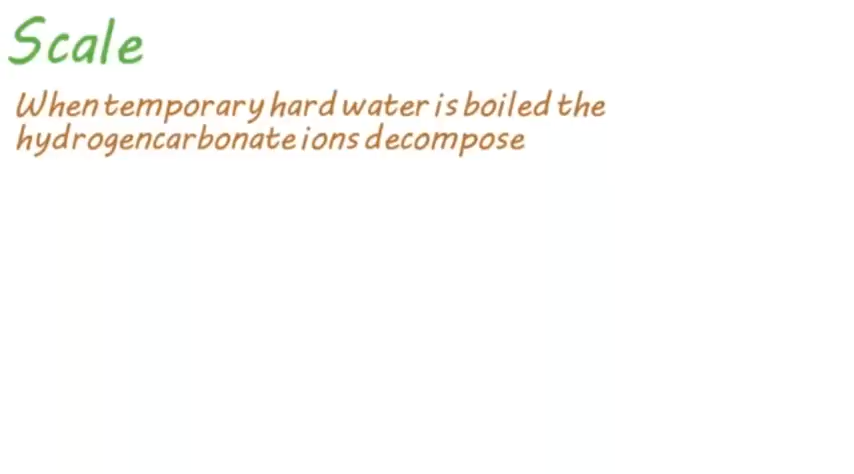 Scale
When temporary hard water is boiled the
hydrogencarbonate ions decompose